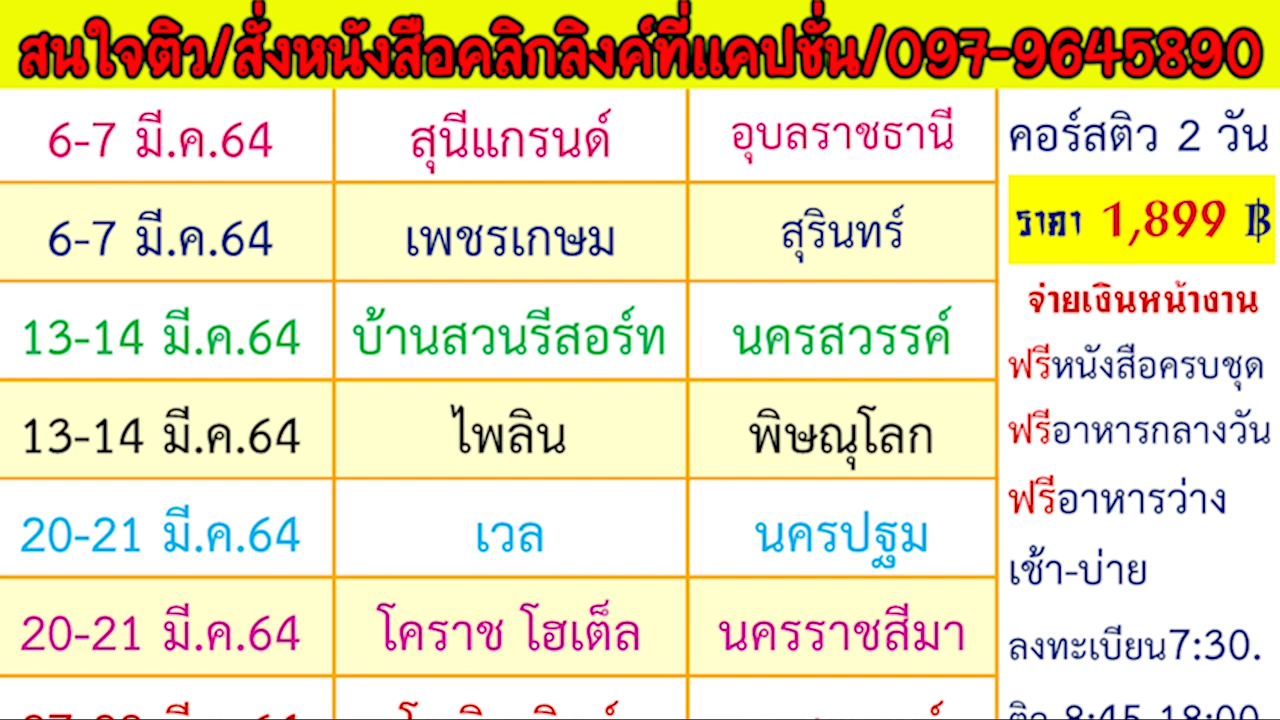 สนใจติว/สั่งหนังสือคลิกลิงค์ที่แคปชั่น/097-9645890
6-7 มี.ค.64 สุนีแกรนด์ อุบลราชธานี
6-7 มี.ค.64 เพชรเกษม สุรินทร์
13-14 มี.ค.64 บ้านสวนรีสอร์ท นครสวรรค์
13-14 มี.ค.64 ไพลิน พิษณุโลก
20-21 มี.ค.64 เวล นครปฐม
20-21 มี.ค.64 โคราช โฮเต็ล นครราชสีมา
คอร์สติว 2 วัน
ราคา 1,899 ฿
จ่ายเงินหน้างาน
ฟรีหนังสือครบชุด
ฟรีอาหารกลางวัน
ฟรีอาหารว่าง
เช้า-บ่าย
ลงทะเบียน7:30.
ติว 8:45-18:00